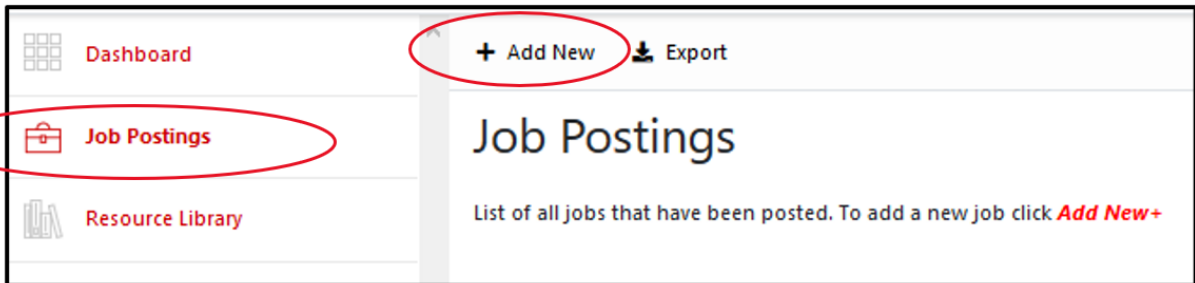 Dashboard
Job Postings
Resource Library
+ Add New Export
Job Postings
List of all jobs that have been posted. To add a new job click Add New+